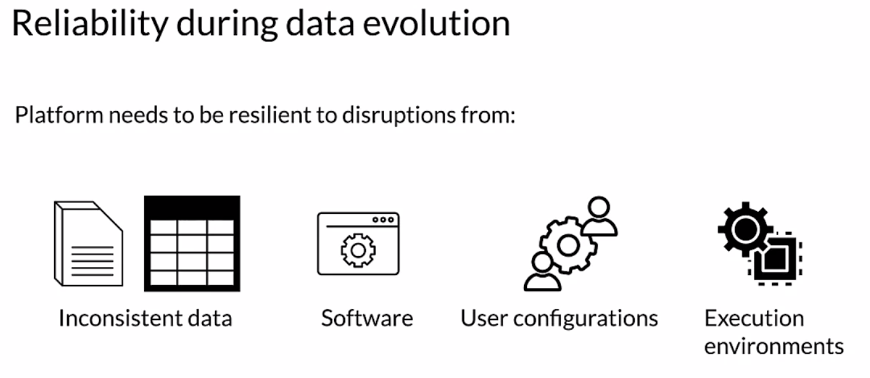 Reliability during data evolution
Platform needs to be resilient to disruptions from:
Inconsistent data
Software
User configurations
Execution
environments